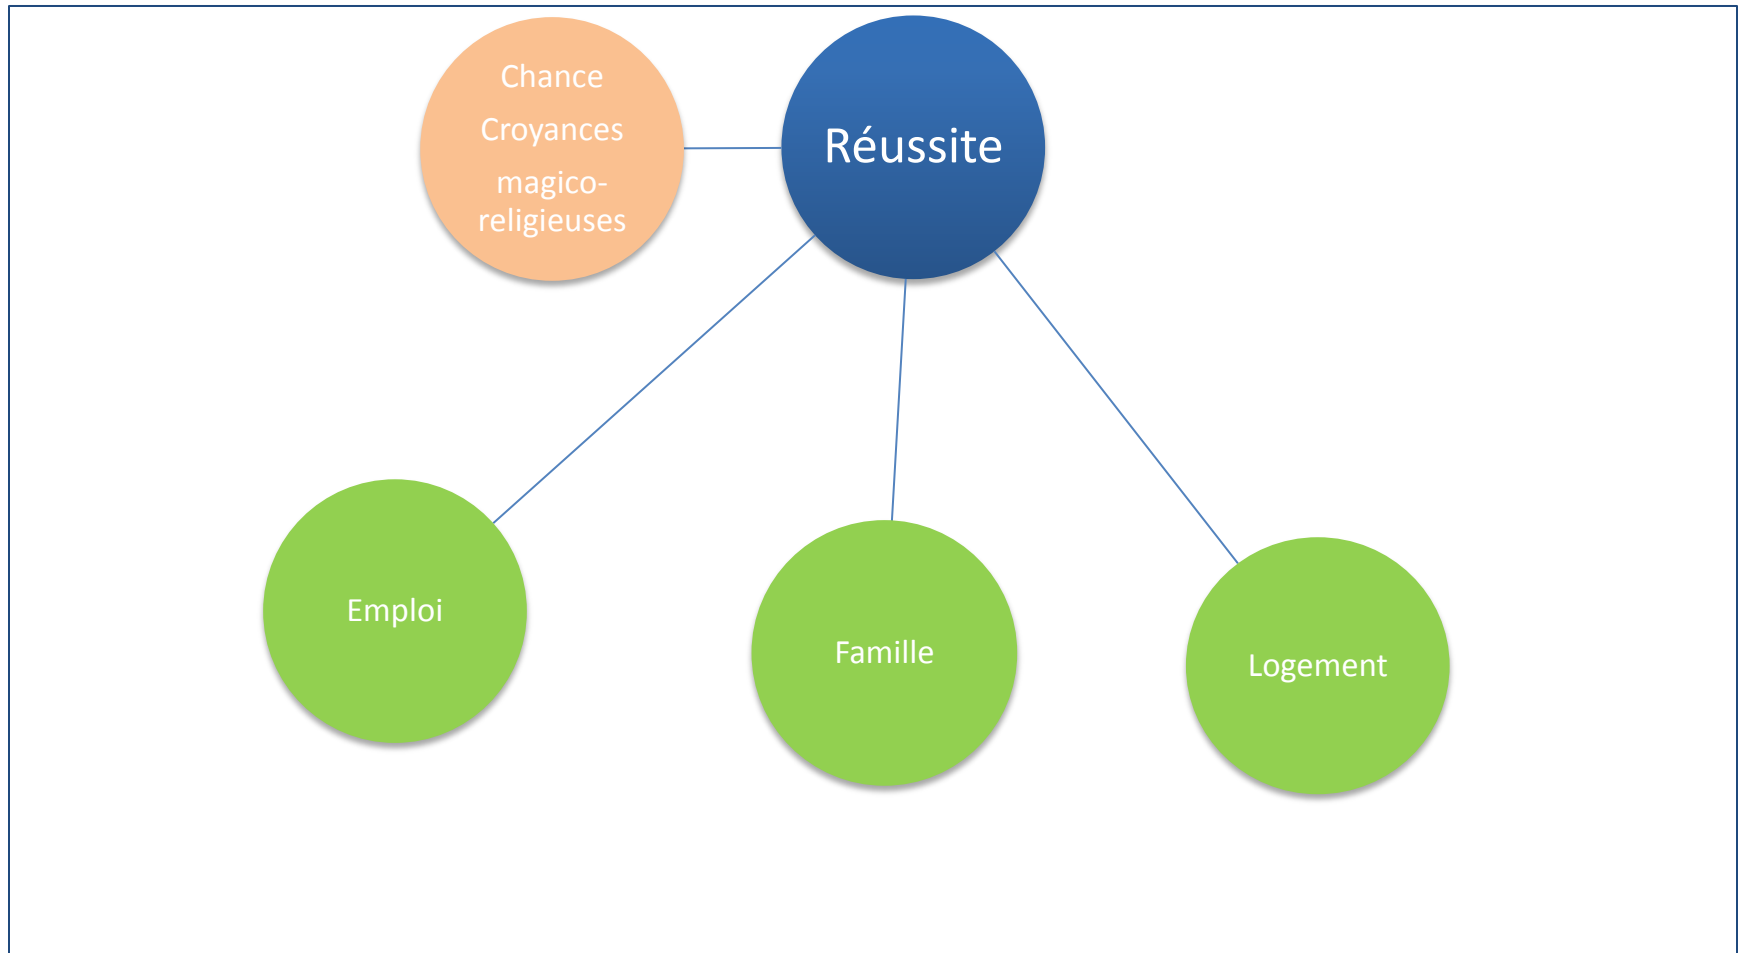 Chance
Croyances
magico-
religieuses
Réussite
Emploi
Famille
Logement